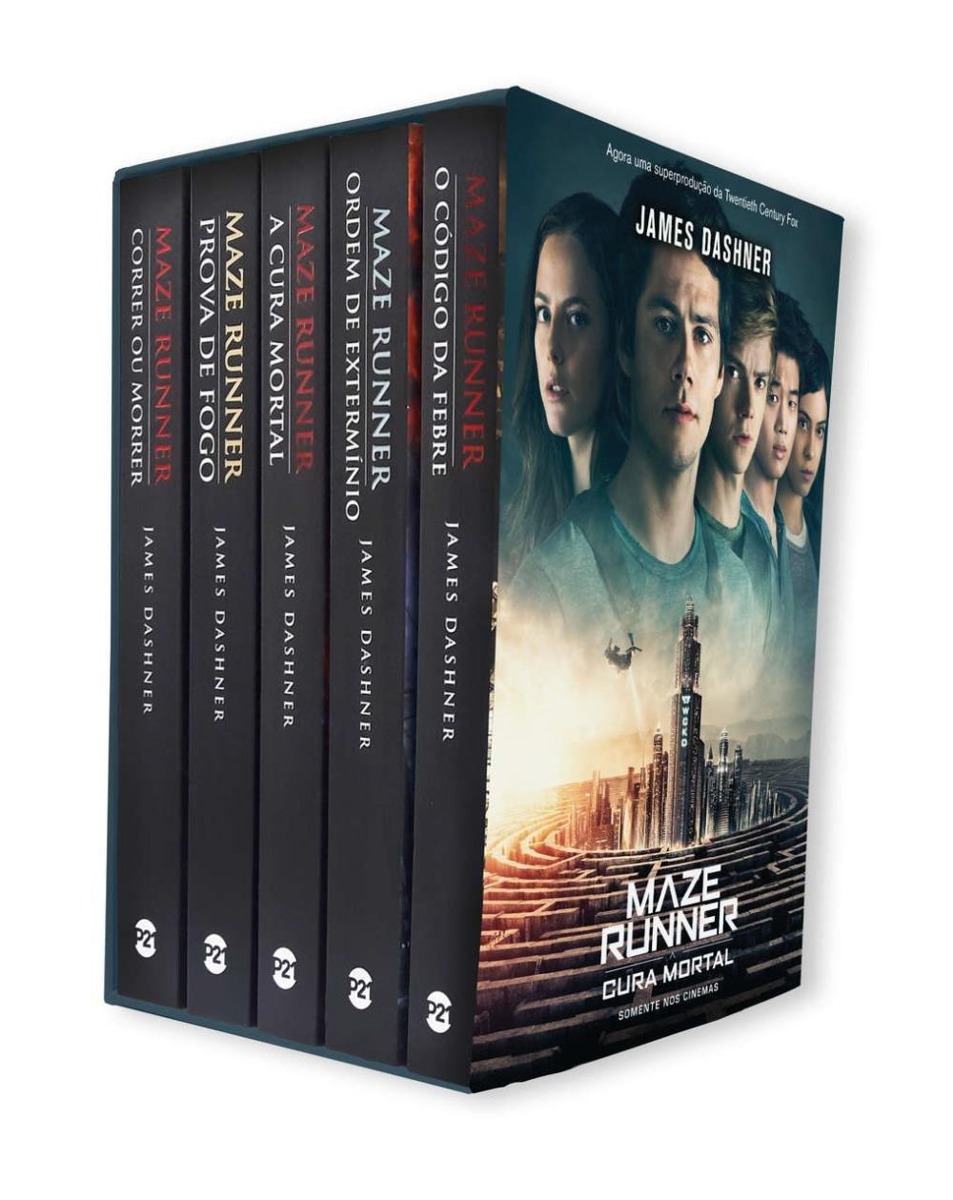 MAZE RUNNER
CORRER OU MORRER
JAMES DASHNER
P21
MAZE RUNNER
PROVA DE FOGO
JAMES DASHNER
P21
MAZE RUNNER
A CURA MORTAL
JAMES DASHNER
P21
MAZE RUNNER
ORDEM DE EXTERMÍNIO
JAMES DASHNER
P21
MAZE RUNNER
O CÓDIGO DA FEBRE
JAMES DASHNER
P21
Agora uma superprodução da Twentieth Century Fox
JAMES DASHNER
WCKD
MAZE
RUNNER
A
CURA MORTAL
SOMENTE NOS CINEMAS